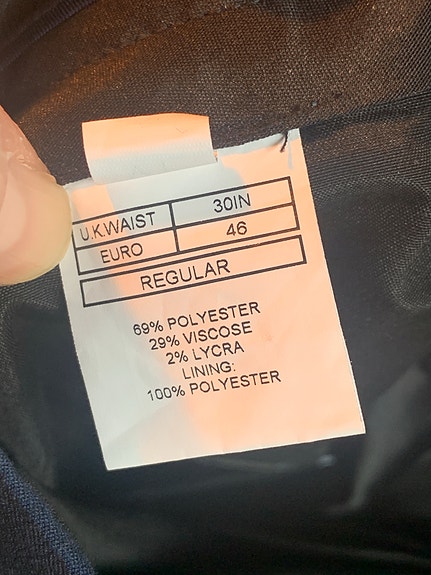 U.K.WAIST 30IN
EURO 46
REGULAR
69% POLYESTER
29% VISCOSE
2% LYCRA
LINING:
100% POLYESTER